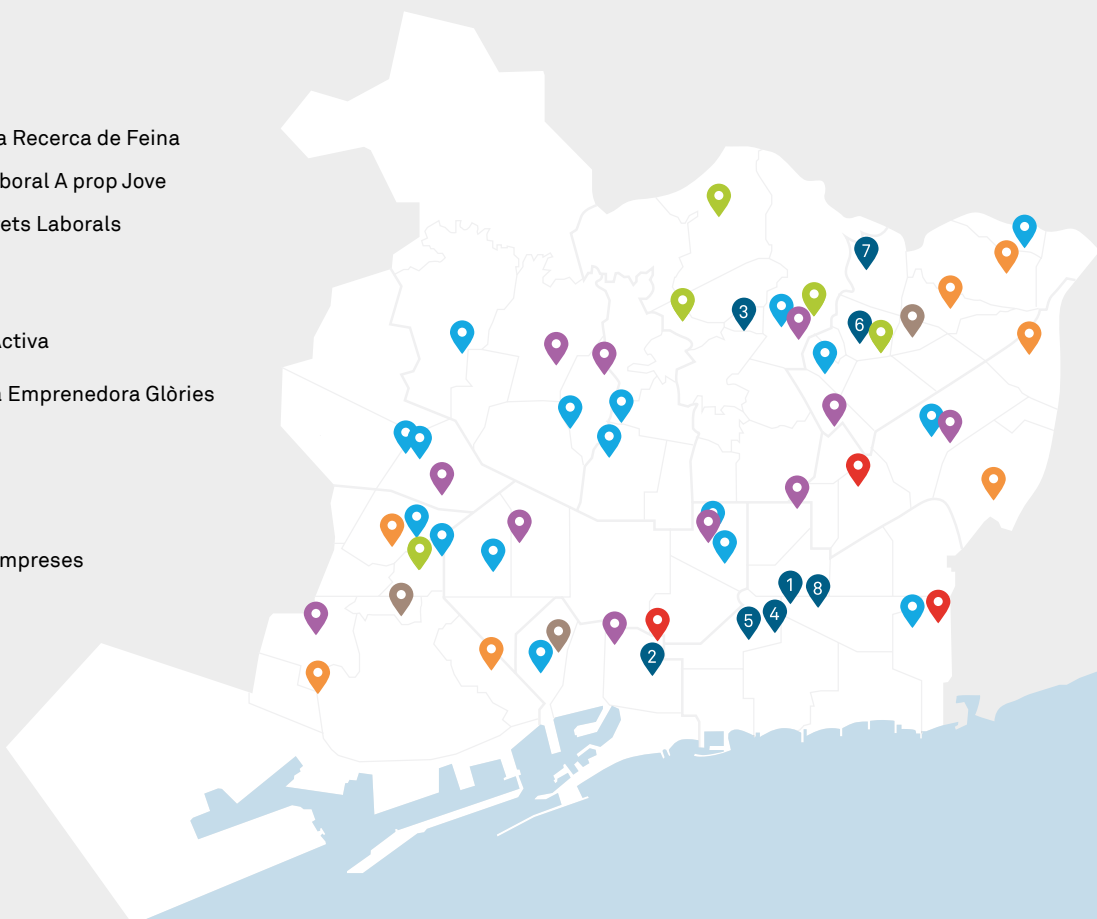 a Recerca de Feina
boral A prop Jove
ets Laborals
Activa
a Emprenedora Glòries
mpreses
7
3
6
1
8
5
4
2